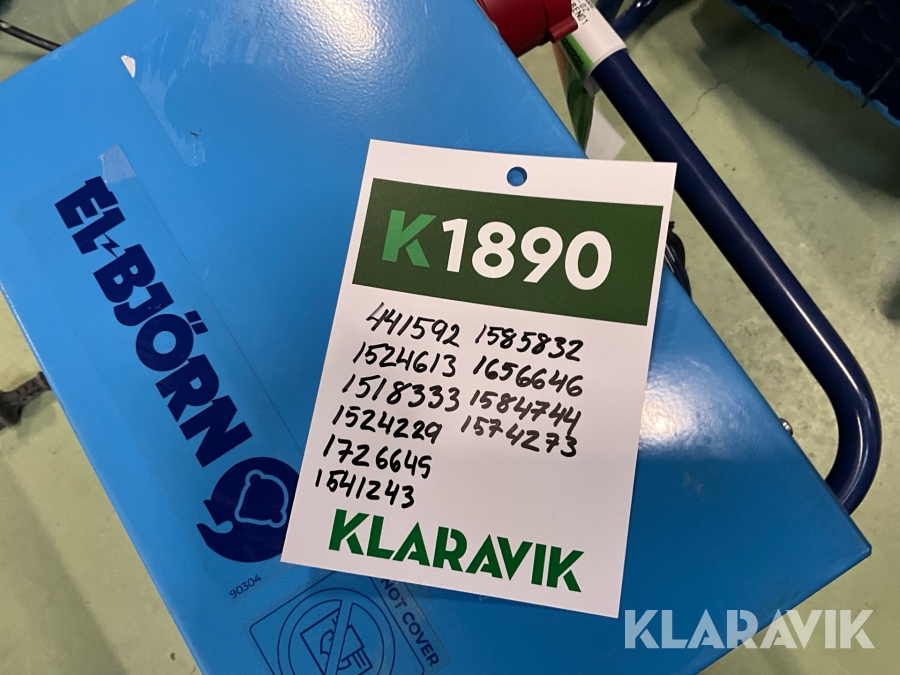 EL-BJÖRN
90304
NOT COVER
K1890
441592 1585832
1524613 1656646
1518333 1584744
1524229 1574273
1726645
1541243
KLARAVIK
KLARAVIK